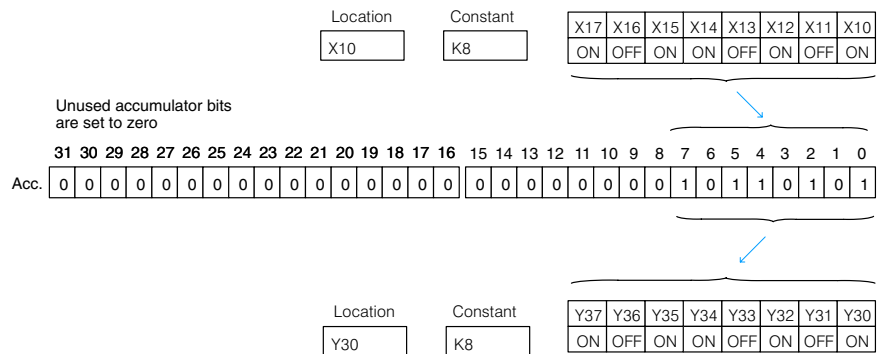 Location Constant
X10 K8
X17 X16 X15 X14 X13 X12 X11 X10
ON OFF ON ON OFF ON OFF ON
Unused accumulator bits
are set to zero
31 30 29 28 27 26 25 24 23 22 21 20 19 18 17 16 15 14 13 12 11 10 9 8 7 6 5 4 3 2 1 0
Acc. 0 0 0 0 0 0 0 0 0 0 0 0 0 0 0 0 0 0 0 0 0 0 0 0 1 0 1 1 0 1 0 1
Location Constant
Y30 K8
Y37 Y36 Y35 Y34 Y33 Y32 Y31 Y30
ON OFF ON ON OFF ON OFF ON